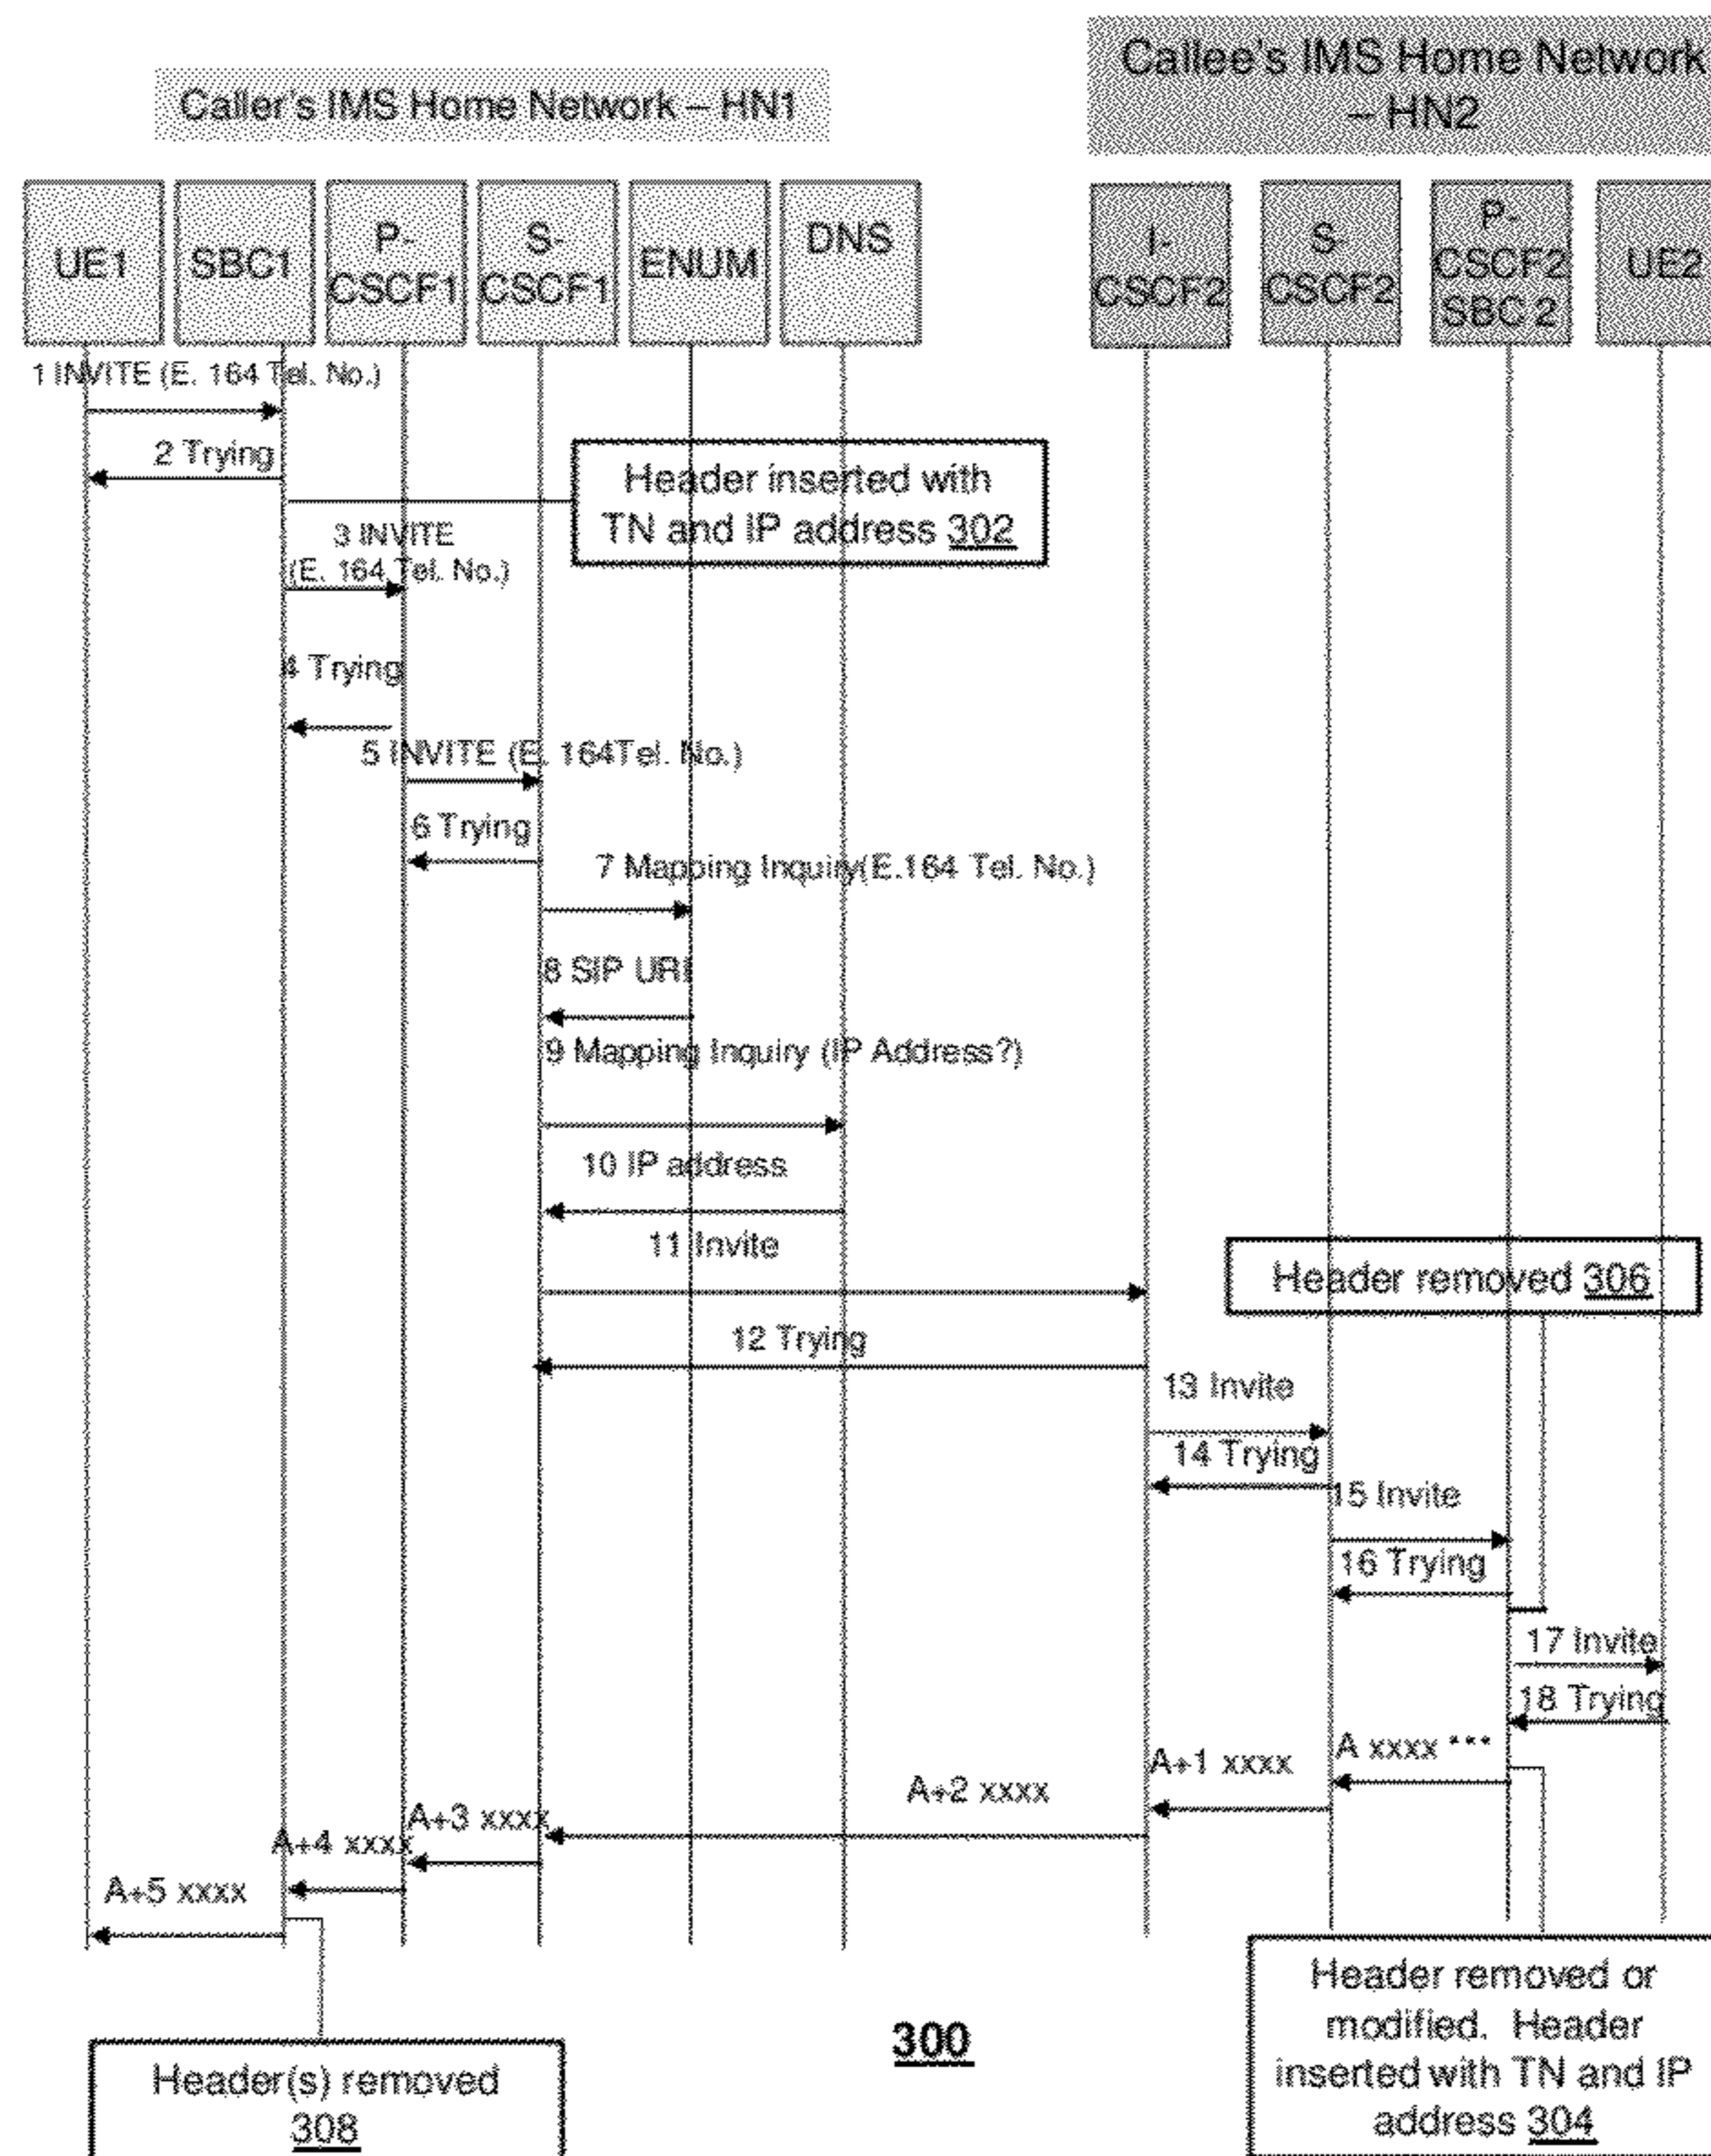 Caller's IMS Home Network – HN1
Callee's IMS Home Network
– HN2
UE1
SBC1
P-
CSCF1
S-
CSCF1
ENUM
DNS
I-
CSCF2
S-
CSCF2
P-
CSCF2
SBC 2
UE2
1 INVITE (E. 164 Tel. No.)
2 Trying
Header inserted with
TN and IP address 302
3 INVITE
(E. 164 Tel. No.)
4 Trying
5 INVITE (E. 164Tel. No.)
6 Trying
7 Mapping Inquiry(E.164 Tel. No.)
8 SIP URI
9 Mapping Inquiry (IP Address?)
10 IP address
11 Invite
Header removed 306
12 Trying
13 Invite
14 Trying
15 Invite
16 Trying
17 Invite
18 Trying
A xxxx ***
A+1 xxxx
A+2 xxxx
A+3 xxxx
A+4 xxxx
A+5 xxxx
Header removed or
modified. Header
inserted with TN and IP
address 304
300
Header(s) removed
308